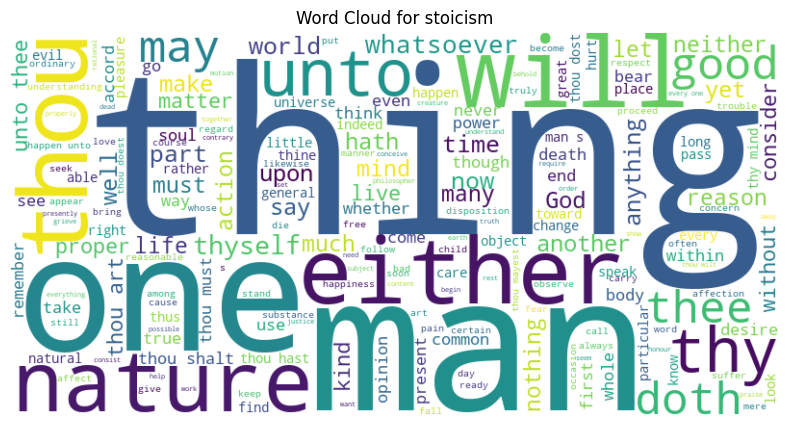 Word Cloud for stoicism
thou
thing
will
one
man
either
nature
unto
may
good
thy
thee
doth
unto thee
evil
ordinary
pleasure
understanding
properly
happen unto
love
seek
able
see
appear
presently
grieve
bring
accord
go
make
matter
well
dead
soul
part
must
way
course
contrary
rather
whose
action
regard
together
motion
rational
world
put
universe
little
likewise
thine
upon
set
general
say
die
whatsoever
become
happen
think
even
indeed
hath
manner
conceive
mind
philosopher
live
whether
free
never
power
time
though
now
many
disposition
truth
understand
behold
truly
creature
great
thou dost
hurt
respect
place
let
bear
every one
neither
yet
trouble
proceed
consider
man s
death
end
require
God
order
toward
change
earth
shoe
anything
long
pass
thy mind
reason
concern
often
within
thou wilt
every
away
without
remember
proper
right
reasonable
thou doest
life
thyself
much
come
follow
child
need
subject
bad
soon
content
happiness
care
begin
object
another
stand
rest
observe
thou mayest
speak
carry
fear
body
affection
word
particular
desire
know
honour
suffer
look
mere
praise
everything
take
still
among
cause
thus
true
possible
thou art
thou must
substance
justice
use
natural
consist
thou shalt
thou hast
affect
help
give
work
keep
find
kind
want
opinion
art
pain
certain
common
present
day
ready
fall
nothing
occasion
call
always
seem
first
whole
s